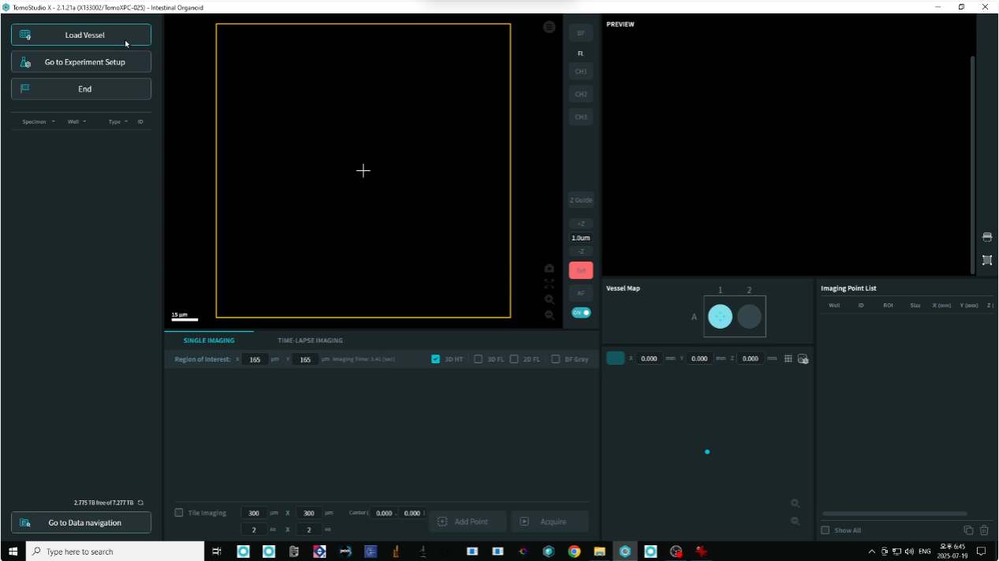 TomoStudio X - 2.1.21a (X133002/TomoXPC-025) - Intestinal Organoid
Load Vessel
Go to Experiment Setup
End
Specimen Well Type ID
15 μm
BF
FL
CH1
CH2
CH3
Z Guide
+Z
1.0um
-Z
Set
AF
ON
PREVIEW
Vessel Map
1 2
A
Imaging Point List
Well ID ROI Size X (mm) Y (mm) Z (
SINGLE IMAGING TIME-LAPSE IMAGING
Region of Interest: X 165 μm Y 165 μm Imaging Time: 3.41 (sec) 3D HT 3D FL 2D FL BF Gray
X 0.000 mm Y 0.000 mm Z 0.000 mm
2.775 TB free of 7.277 TB
Go to Data navigation
Tile Imaging 300 μm X 300 μm Center ( 0.000 , 0.000 )
2 ea X 2 ea
Add Point
Acquire
Show All
Type here to search
ENG
오후 6:45
2025-07-19